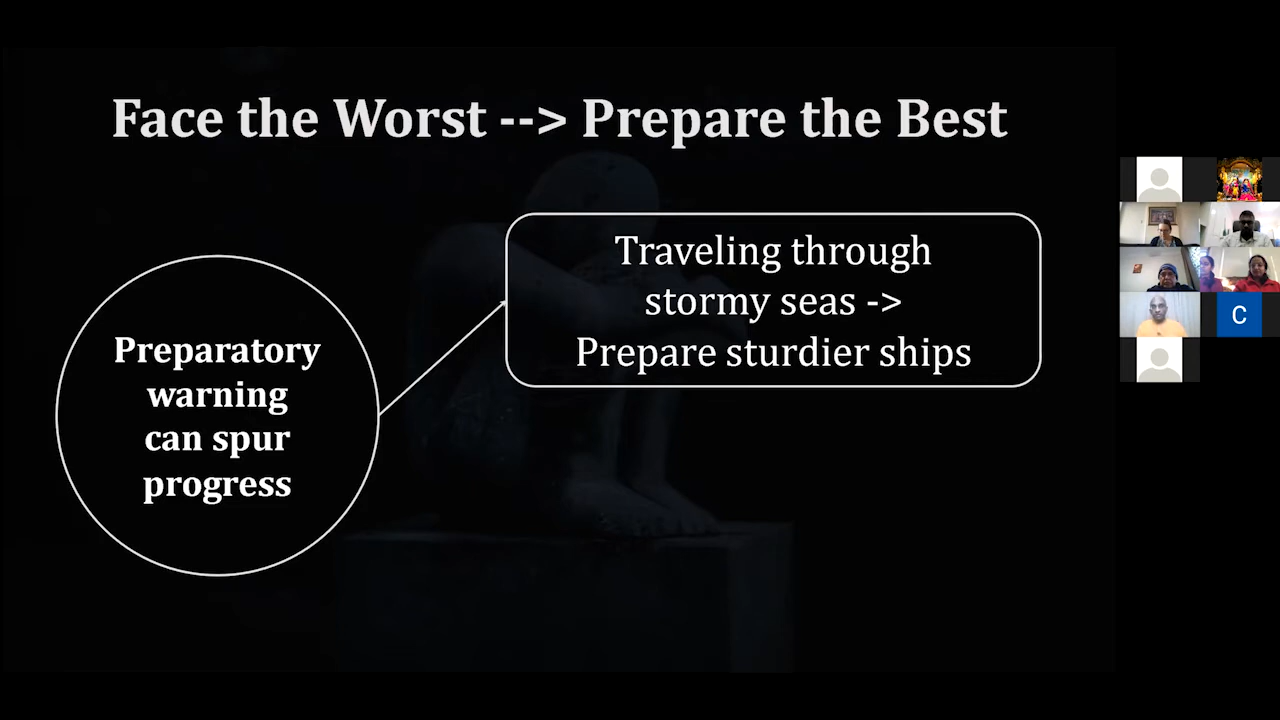 Face the Worst --> Prepare the Best
Traveling through
stormy seas ->
Prepare sturdier ships
Preparatory
warning
can spur
progress
C